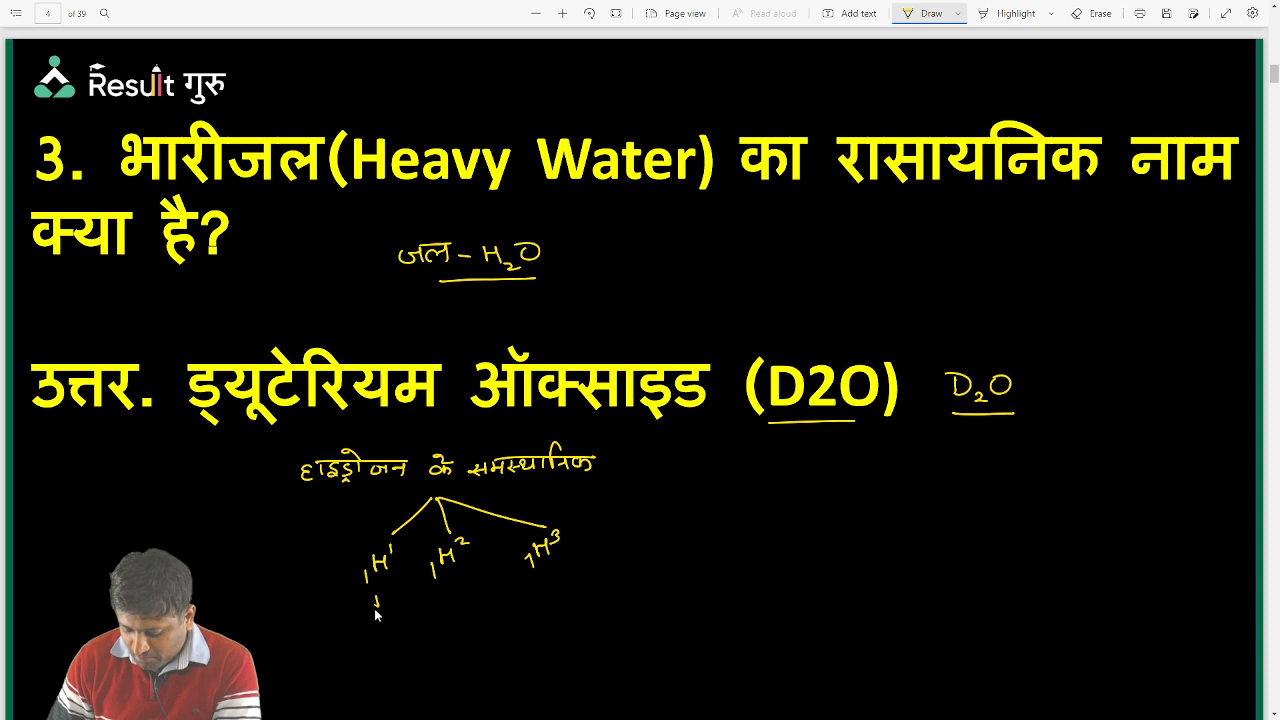 4 of 39 Page view Read aloud Add text Draw Highlight Erase
Result गुरु
3. भारीजल(Heavy Water) का रासायनिक नाम
क्या है?
जल - H₂O
उत्तर. ड्यूटेरियम ऑक्साइड (D2O) D₂O
हाइड्रोजन के समस्थानिक
₁H¹ ₁H² ₁H³